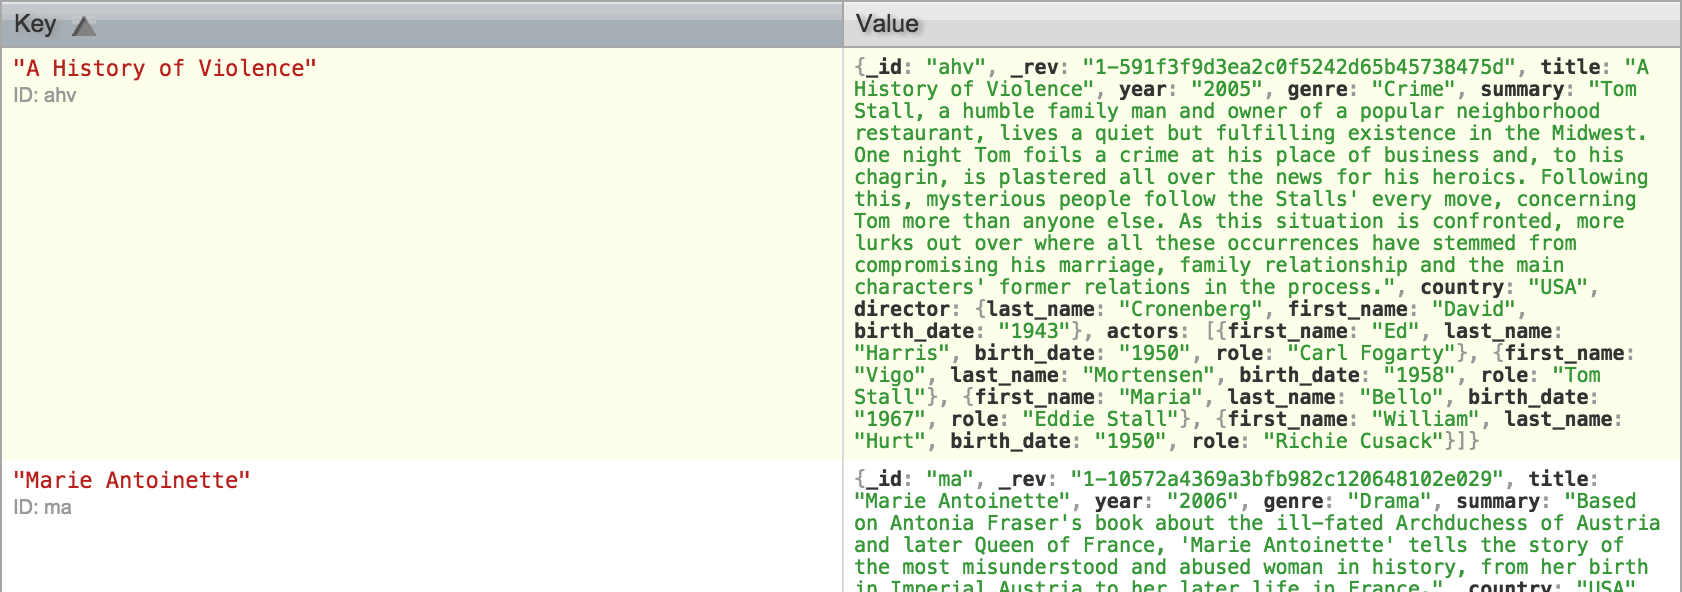 Key
Value
"A History of Violence"
ID: ahv
{_id: "ahv", _rev: "1-591f3f9d3ea2c0f5242d65b45738475d", title: "A
History of Violence", year: "2005", genre: "Crime", summary: "Tom
Stall, a humble family man and owner of a popular neighborhood
restaurant, lives a quiet but fulfilling existence in the Midwest.
One night Tom foils a crime at his place of business and, to his
chagrin, is plastered all over the news for his heroics. Following
this, mysterious people follow the Stalls' every move, concerning
Tom more than anyone else. As this situation is confronted, more
lurks out over where all these occurrences have stemmed from
compromising his marriage, family relationship and the main
characters' former relations in the process.", country: "USA",
director: {last_name: "Cronenberg", first_name: "David",
birth_date: "1943"}, actors: [{first_name: "Ed", last_name:
"Harris", birth_date: "1950", role: "Carl Fogarty"}, {first_name:
"Vigo", last_name: "Mortensen", birth_date: "1958", role: "Tom
Stall"}, {first_name: "Maria", last_name: "Bello", birth_date:
"1967", role: "Eddie Stall"}, {first_name: "William", last_name:
"Hurt", birth_date: "1950", role: "Richie Cusack"}]}
"Marie Antoinette"
ID: ma
{_id: "ma", _rev: "1-10572a4369a3bfb982c120648102e029", title:
"Marie Antoinette", year: "2006", genre: "Drama", summary: "Based
on Antonia Fraser's book about the ill-fated Archduchess of Austria
and later Queen of France, 'Marie Antoinette' tells the story of
the most misunderstood and abused woman in history, from her birth
in Imperial Austria to her later life in France.", country: "USA"